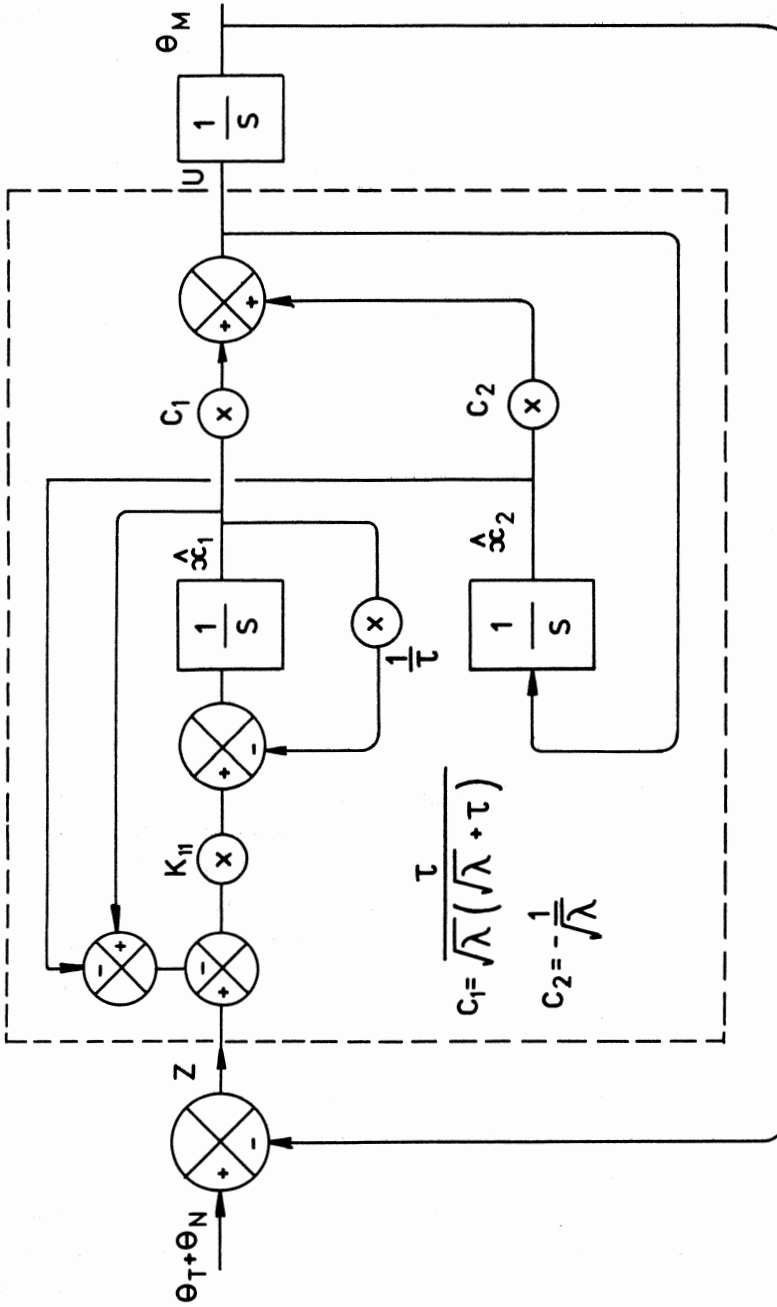 θT+θN
+
−
Z
− +
−
+
K11
×
+
−
1/S
x̂1
×
1/τ
1/S
x̂2
C1
×
C2
×
+
+
U
1/S
θM
C1 = τ/(√λ(√λ + τ))
C2 = −1/√λ